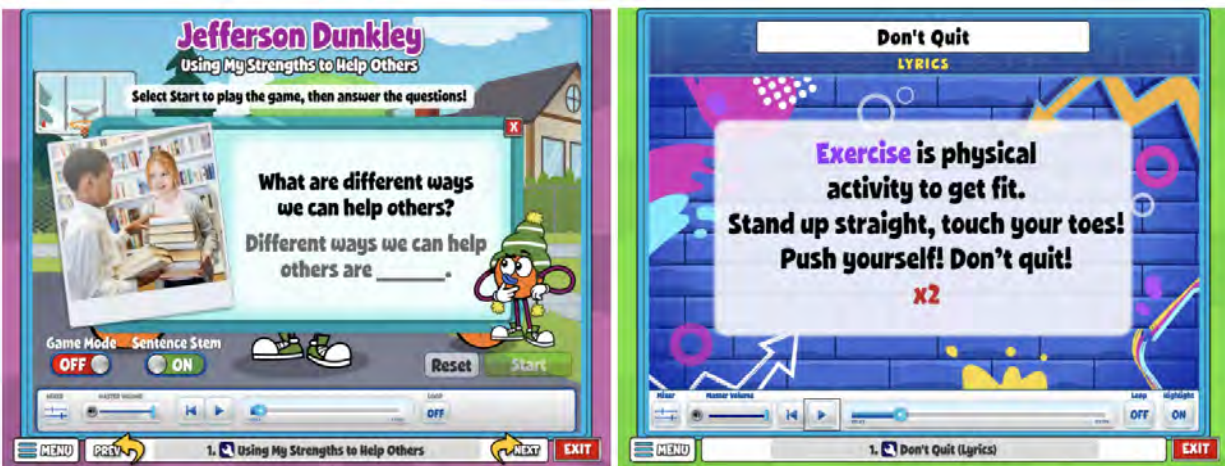 Jefferson Dunkley
Using My Strengths to Help Others
Select Start to play the game, then answer the questions!
X
What are different ways
we can help others?
Different ways we can help
others are ______.
Game Mode
Sentence Stem
OFF
ON
Reset
Start
MIXER
MASTER VOLUME
LOOP
OFF
MENU
PREV
1. Using My Strengths to Help Others
NEXT
EXIT
Don't Quit
LYRICS
Exercise is physical
activity to get fit.
Stand up straight, touch your toes!
Push yourself! Don't quit!
x2
Mixer
Master Volume
Loop
Highlight
OFF
ON
MENU
1. Don't Quit (Lyrics)
EXIT